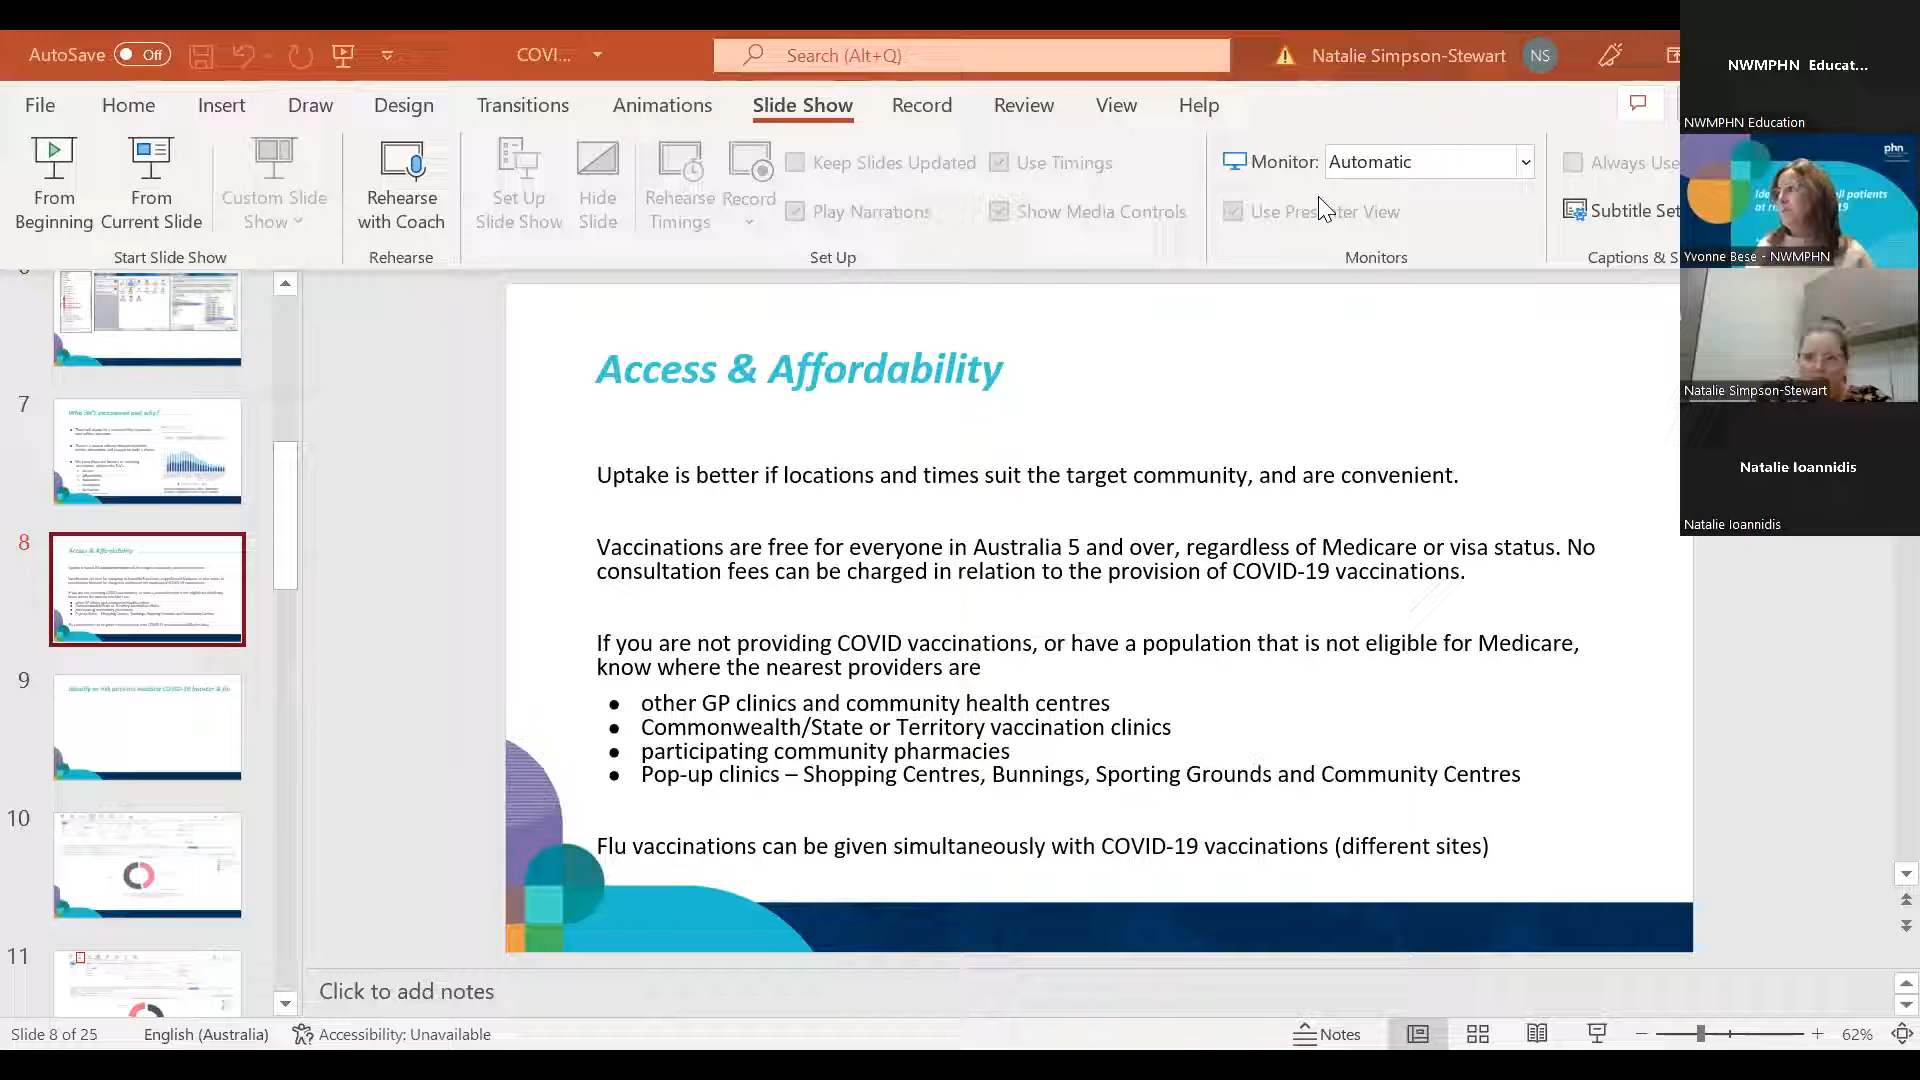 AutoSave Off COVI... Search (Alt+Q) Natalie Simpson-Stewart NS
File Home Insert Draw Design Transitions Animations Slide Show Record Review View Help
From Beginning
From Current Slide
Custom Slide Show
Start Slide Show
Rehearse with Coach
Rehearse
Set Up Slide Show
Hide Slide
Rehearse Timings
Record
Keep Slides Updated
Play Narrations
Use Timings
Show Media Controls
Set Up
Monitor: Automatic
Monitors
Always Use
Subtitle Set
Captions & S
NWMPHN Educat...
NWMPHN Education
phn
Yvonne Bese - NWMPHN
Natalie Simpson-Stewart
Natalie Ioannidis
Natalie Ioannidis
7
8
9
10
11
Access & Affordability
Uptake is better if locations and times suit the target community, and are convenient.
Vaccinations are free for everyone in Australia 5 and over, regardless of Medicare or visa status. No
consultation fees can be charged in relation to the provision of COVID-19 vaccinations.
If you are not providing COVID vaccinations, or have a population that is not eligible for Medicare,
know where the nearest providers are
● other GP clinics and community health centres
● Commonwealth/State or Territory vaccination clinics
● participating community pharmacies
● Pop-up clinics – Shopping Centres, Bunnings, Sporting Grounds and Community Centres
Flu vaccinations can be given simultaneously with COVID-19 vaccinations (different sites)
Click to add notes
Slide 8 of 25 English (Australia) Accessibility: Unavailable Notes 62%